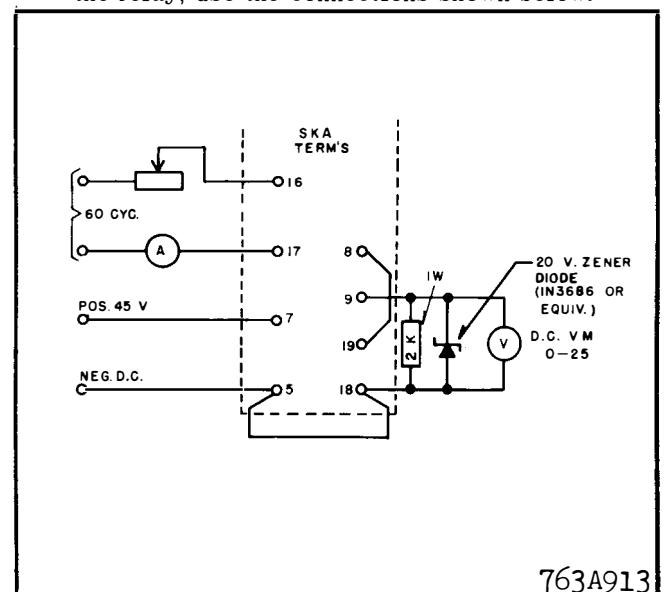 the relay, use the connections shown below.
SKA
TERM'S
16
60 CYC.
A
17
8
1W
20 V. ZENER
DIODE
(IN3686 OR
EQUIV.)
9
POS. 45 V
7
2 K
V
D.C. VM
0-25
19
NEG. D.C.
5
18
763A913